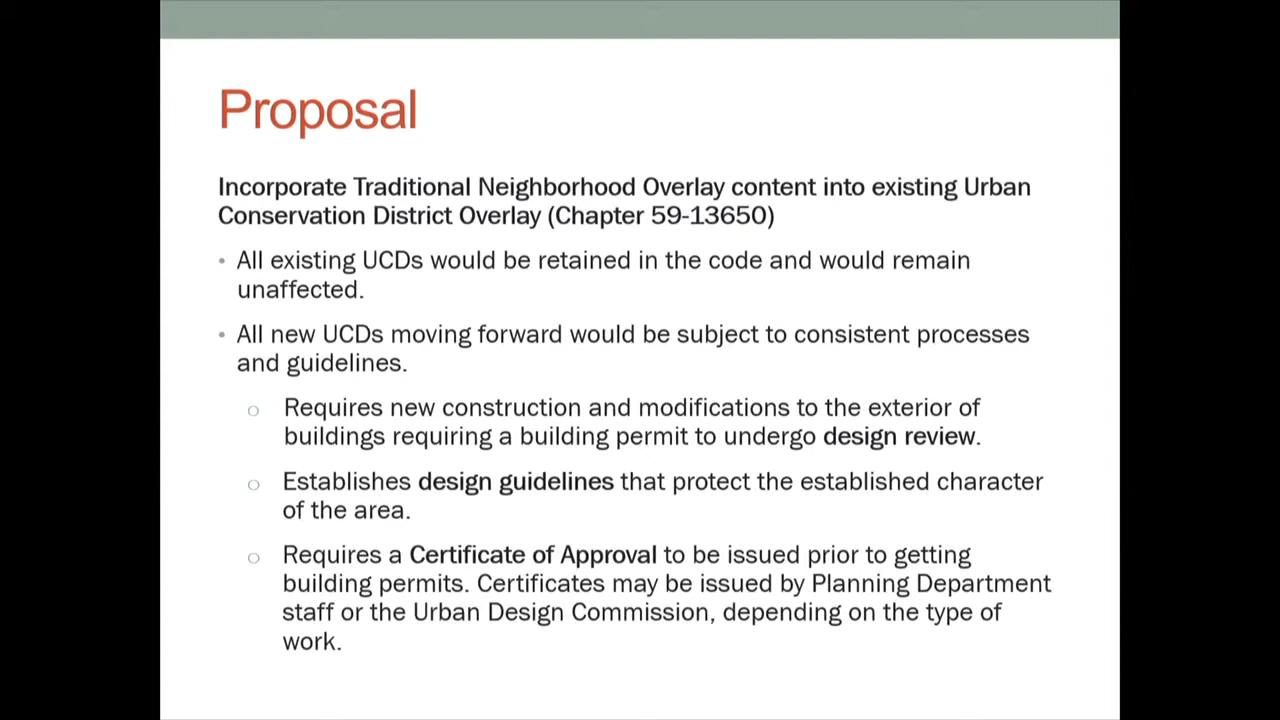 Proposal
Incorporate Traditional Neighborhood Overlay content into existing Urban
Conservation District Overlay (Chapter 59-13650)
• All existing UCDs would be retained in the code and would remain
unaffected.
• All new UCDs moving forward would be subject to consistent processes
and guidelines.
o Requires new construction and modifications to the exterior of
buildings requiring a building permit to undergo design review.
o Establishes design guidelines that protect the established character
of the area.
o Requires a Certificate of Approval to be issued prior to getting
building permits. Certificates may be issued by Planning Department
staff or the Urban Design Commission, depending on the type of
work.